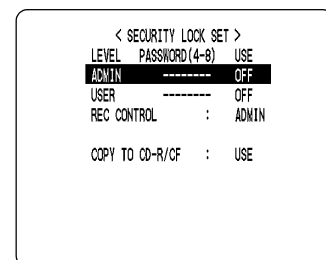 < SECURITY LOCK SET >
LEVEL PASSWORD(4-8) USE
ADMIN -------- OFF
USER -------- OFF
REC CONTROL : ADMIN
COPY TO CD-R/CF : USE